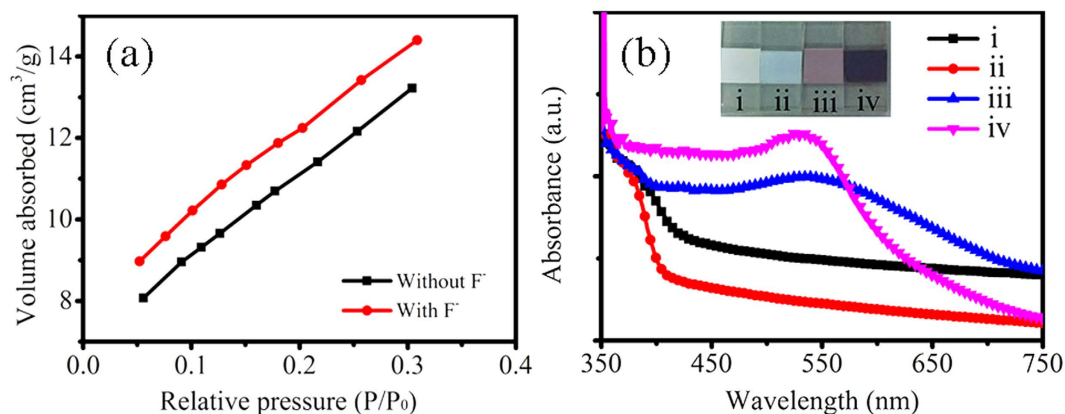 (a)
Volume absorbed (cm³/g)
14
12
10
8
Without F⁻
With F⁻
0.0 0.1 0.2 0.3 0.4
Relative pressure (P/P₀)
(b)
Absorbance (a.u.)
i ii iii iv
i
ii
iii
iv
350 450 550 650 750
Wavelength (nm)